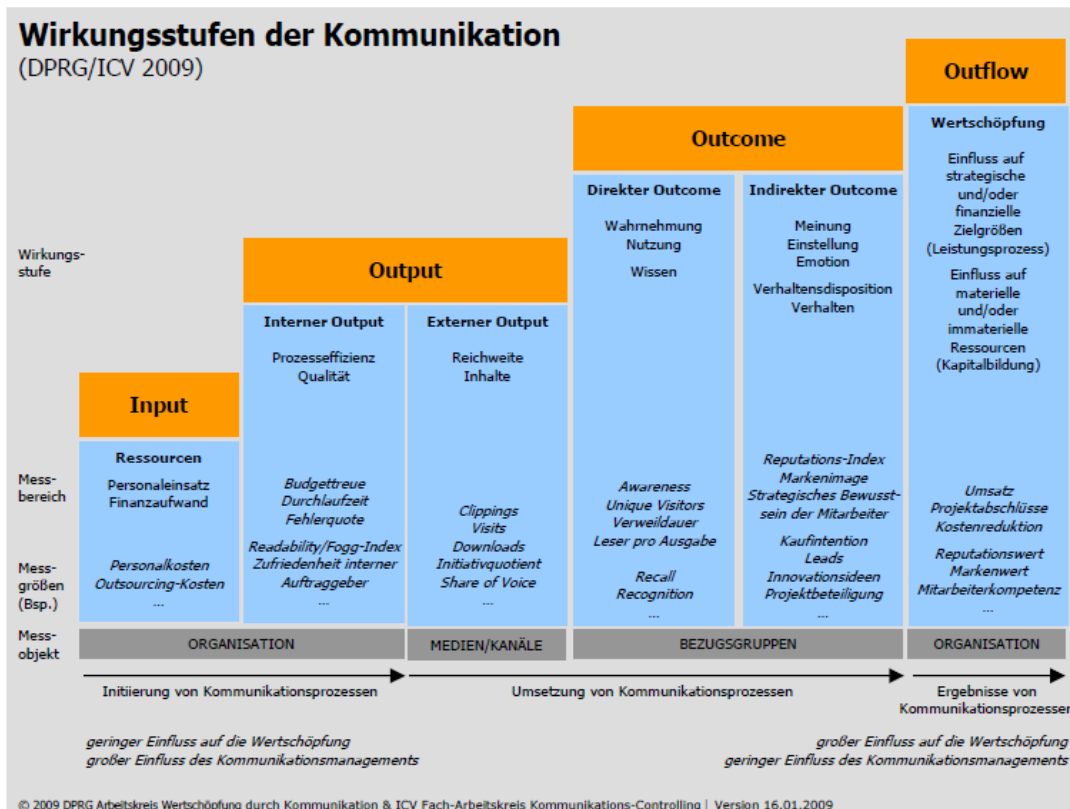 Wirkungsstufen der Kommunikation
(DPRG/ICV 2009)
Wirkungs-
stufe
Mess-
bereich
Mess-
größen
(Bsp.)
Mess-
objekt
Input
Ressourcen
Personaleinsatz
Finanzaufwand
Personalkosten
Outsourcing-Kosten
...
Output
Interner Output
Prozesseffizienz
Qualität
Budgettreue
Durchlaufzeit
Fehlerquote
Readability/Fogg-Index
Zufriedenheit interner
Auftraggeber
...
Externer Output
Reichweite
Inhalte
Clippings
Visits
Downloads
Initiativquotient
Share of Voice
...
Outcome
Direkter Outcome
Wahrnehmung
Nutzung
Wissen
Awareness
Unique Visitors
Verweildauer
Leser pro Ausgabe
Recall
Recognition
...
Indirekter Outcome
Meinung
Einstellung
Emotion
Verhaltensdisposition
Verhalten
Reputations-Index
Markenimage
Strategisches Bewusst-
sein der Mitarbeiter
Kaufintention
Leads
Innovationsideen
Projektbeteiligung
...
Outflow
Wertschöpfung
Einfluss auf
strategische
und/oder
finanzielle
Zielgrößen
(Leistungsprozess)
Einfluss auf
materielle
und/oder
immaterielle
Ressourcen
(Kapitalbildung)
Umsatz
Projektabschlüsse
Kostenreduktion
Reputationswert
Markenwert
Mitarbeiterkompetenz
...
ORGANISATION
MEDIEN/KANÄLE
BEZUGSGRUPPEN
ORGANISATION
Initiierung von Kommunikationsprozessen
Umsetzung von Kommunikationsprozessen
Ergebnisse von
Kommunikationsprozessen
geringer Einfluss auf die Wertschöpfung
großer Einfluss des Kommunikationsmanagements
großer Einfluss auf die Wertschöpfung
geringer Einfluss des Kommunikationsmanagements
© 2009 DPRG Arbeitskreis Wertschöpfung durch Kommunikation & ICV Fach-Arbeitskreis Kommunikations-Controlling | Version 16.01.2009